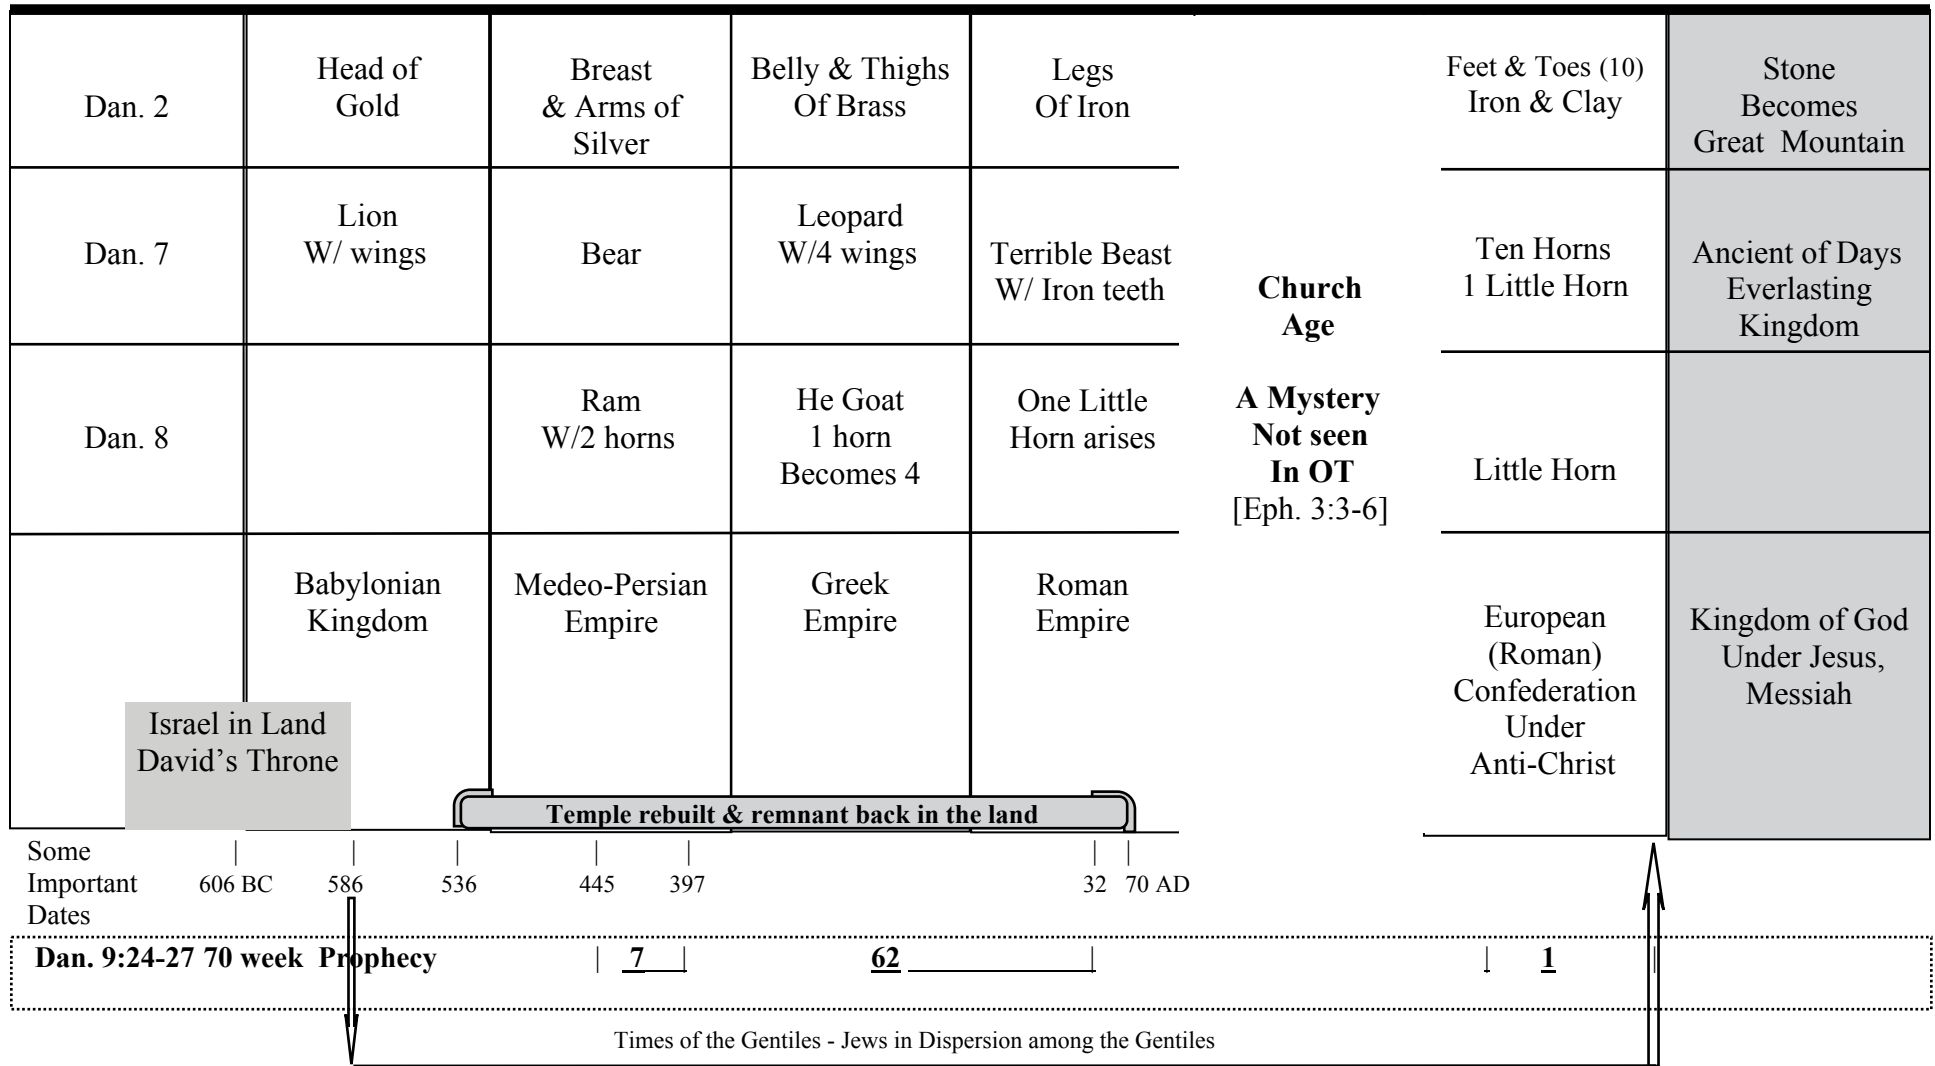 Dan. 2
Head of
Gold
Breast
& Arms of
Silver
Belly & Thighs
Of Brass
Legs
Of Iron
Feet & Toes (10)
Iron & Clay
Stone
Becomes
Great Mountain
Dan. 7
Lion
W/ wings
Bear
Leopard
W/4 wings
Terrible Beast
W/ Iron teeth
Ten Horns
1 Little Horn
Ancient of Days
Everlasting
Kingdom
Church
Age
A Mystery
Not seen
In OT
[Eph. 3:3-6]
Dan. 8
Ram
W/2 horns
He Goat
1 horn
Becomes 4
One Little
Horn arises
Little Horn
Babylonian
Kingdom
Medeo-Persian
Empire
Greek
Empire
Roman
Empire
European
(Roman)
Confederation
Under
Anti-Christ
Kingdom of God
Under Jesus,
Messiah
Israel in Land
David’s Throne
Temple rebuilt & remnant back in the land
Some
Important
Dates
606 BC 586 536 445 397 32 70 AD
Dan. 9:24-27 70 week Prophecy 7 62 1
Times of the Gentiles - Jews in Dispersion among the Gentiles